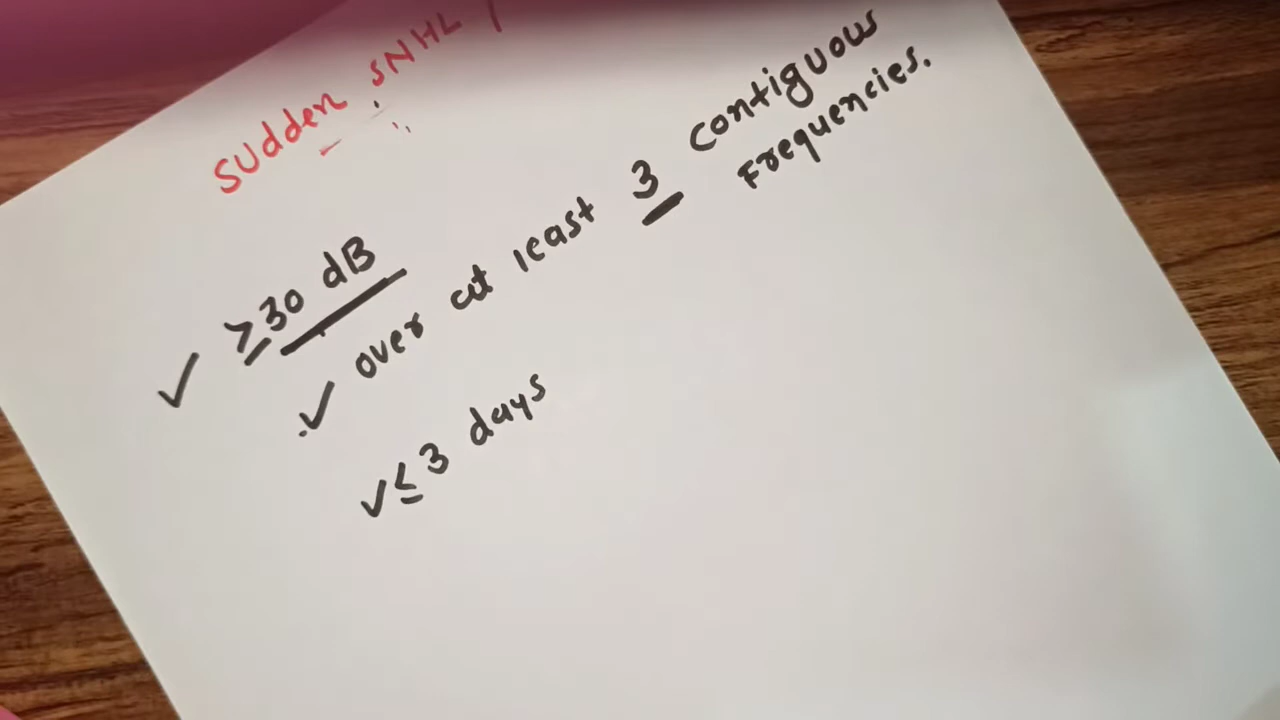 Sudden SNHL
✓ ≥30 dB
✓ over at least 3 contiguous
Frequencies.
✓ ≤ 3 days